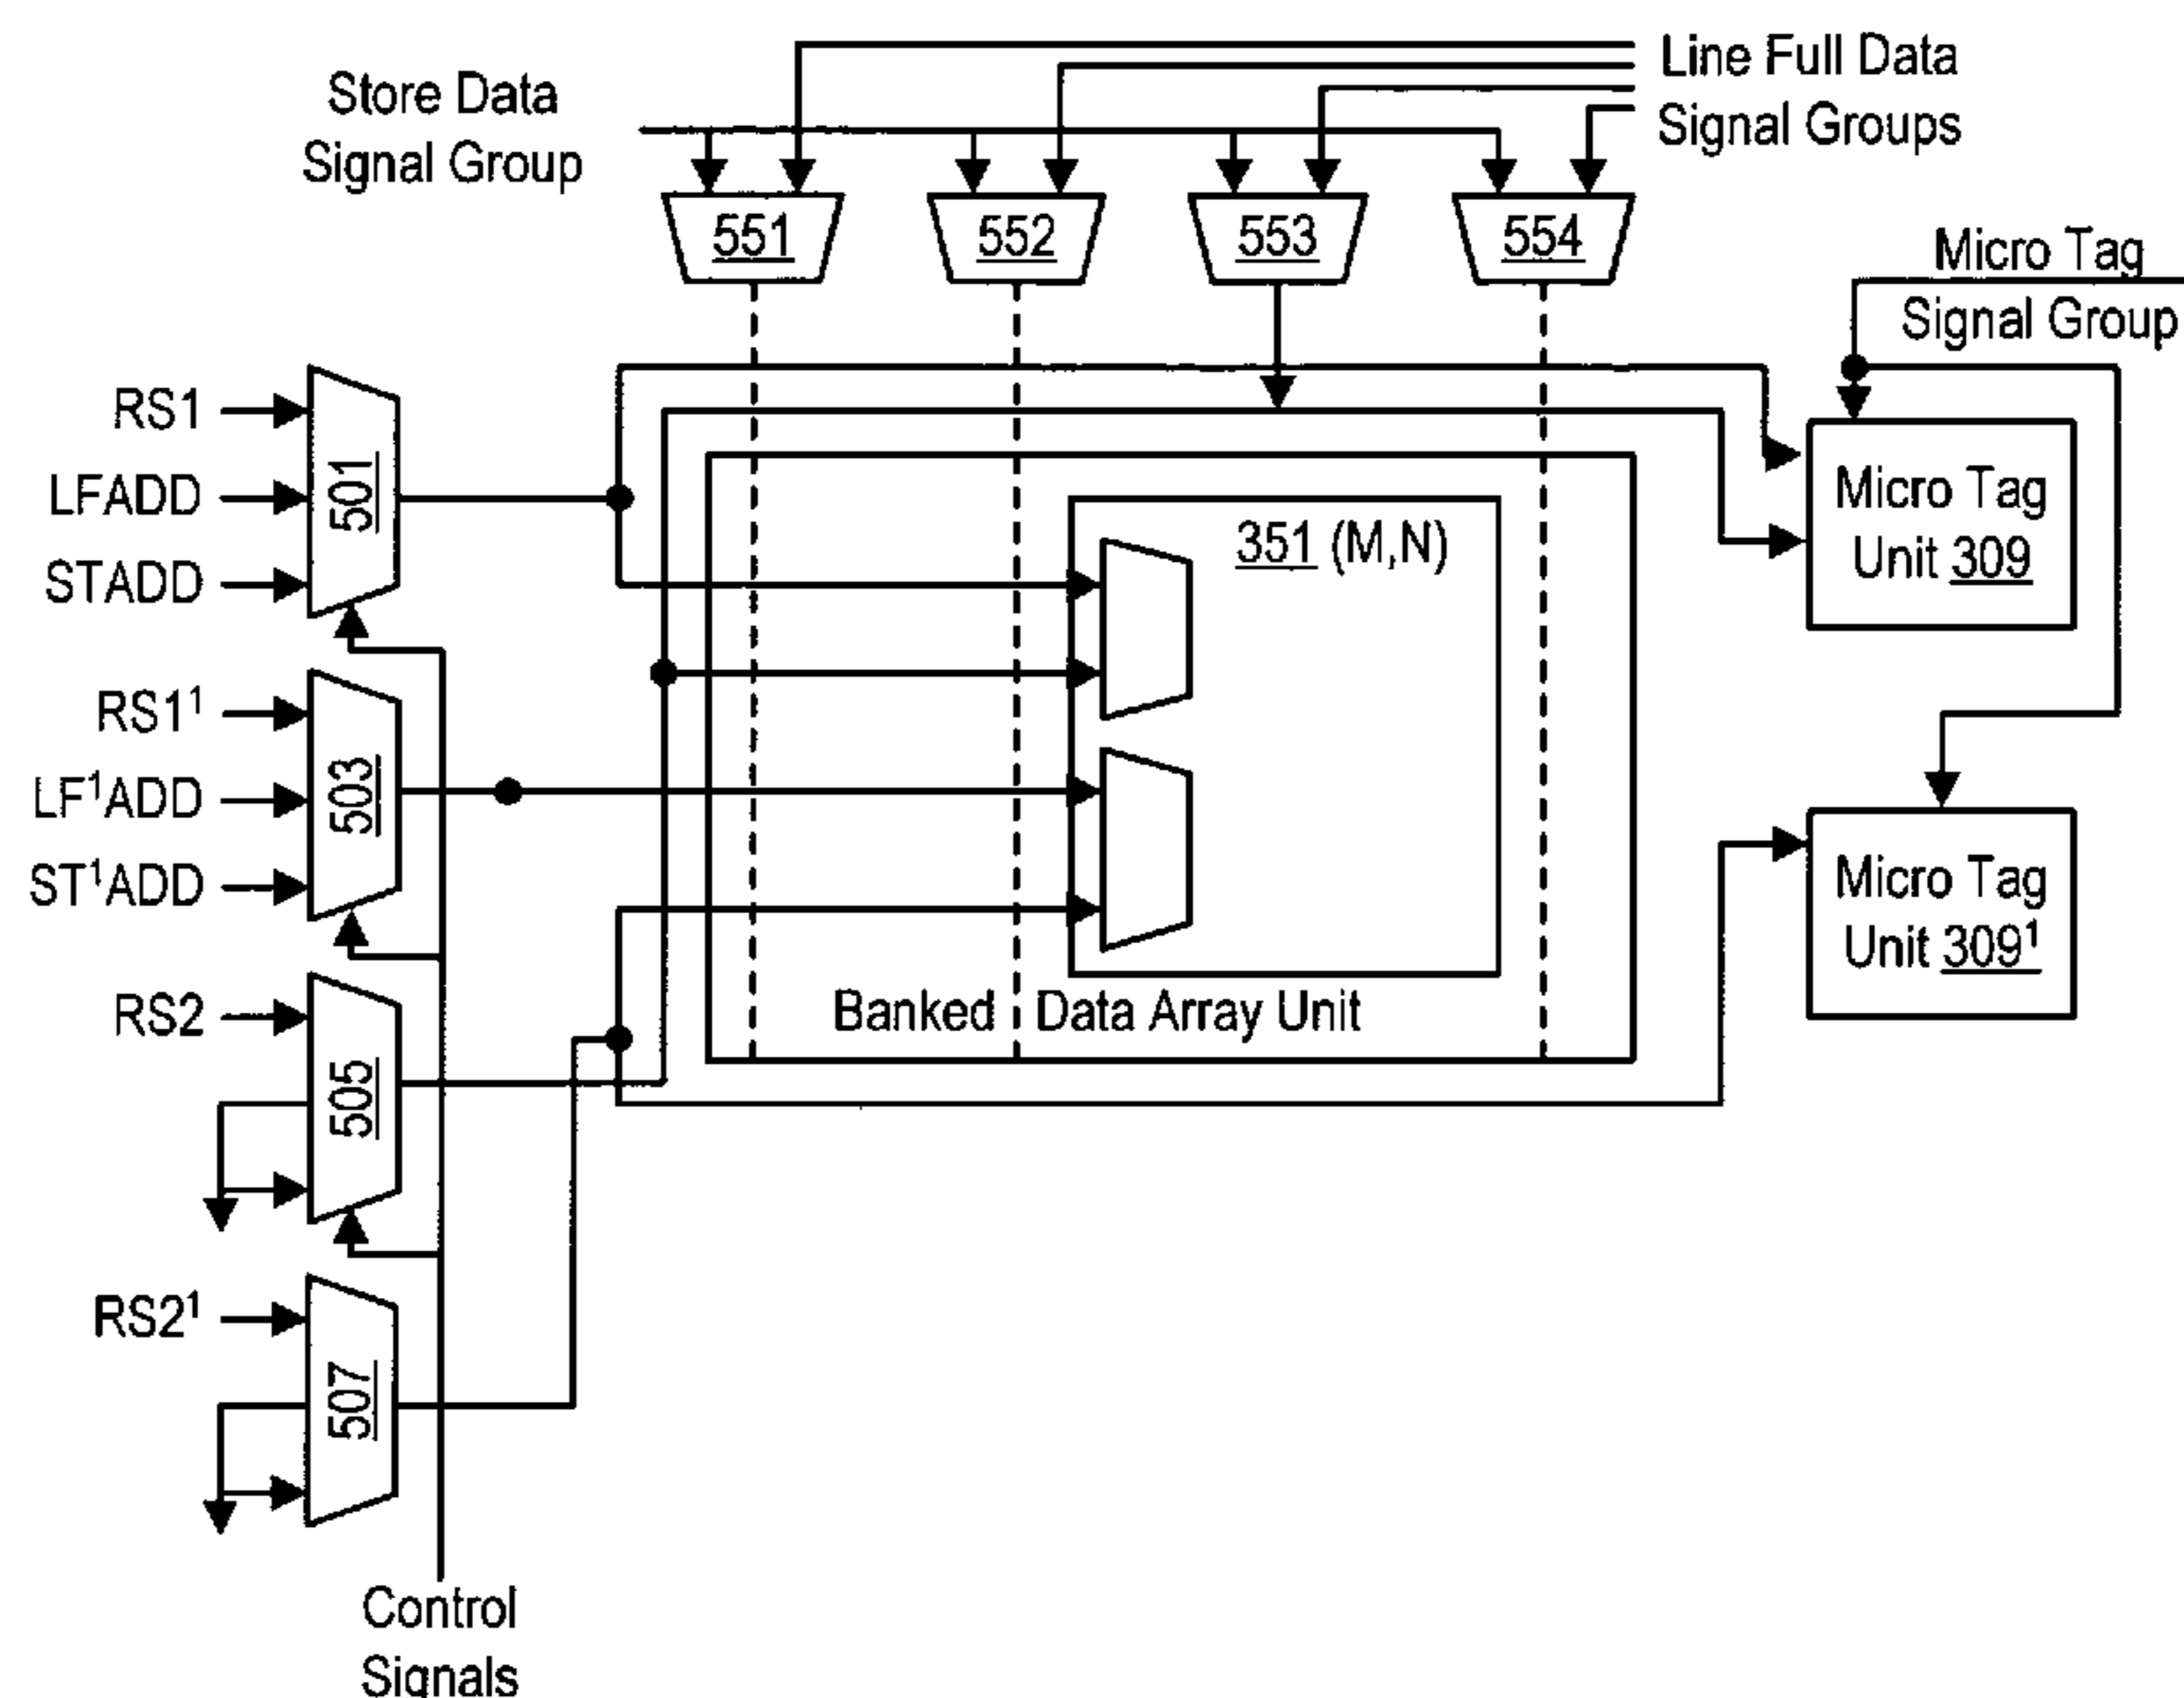 Store Data
Signal Group
Line Full Data
Signal Groups
551
552
553
554
Micro Tag
Signal Group
RS1
LFADD
STADD
501
351 (M,N)
Micro Tag
Unit 309
RS1¹
LF¹ADD
ST¹ADD
503
Micro Tag
Unit 309¹
RS2
505
Banked Data Array Unit
RS2¹
507
Control
Signals